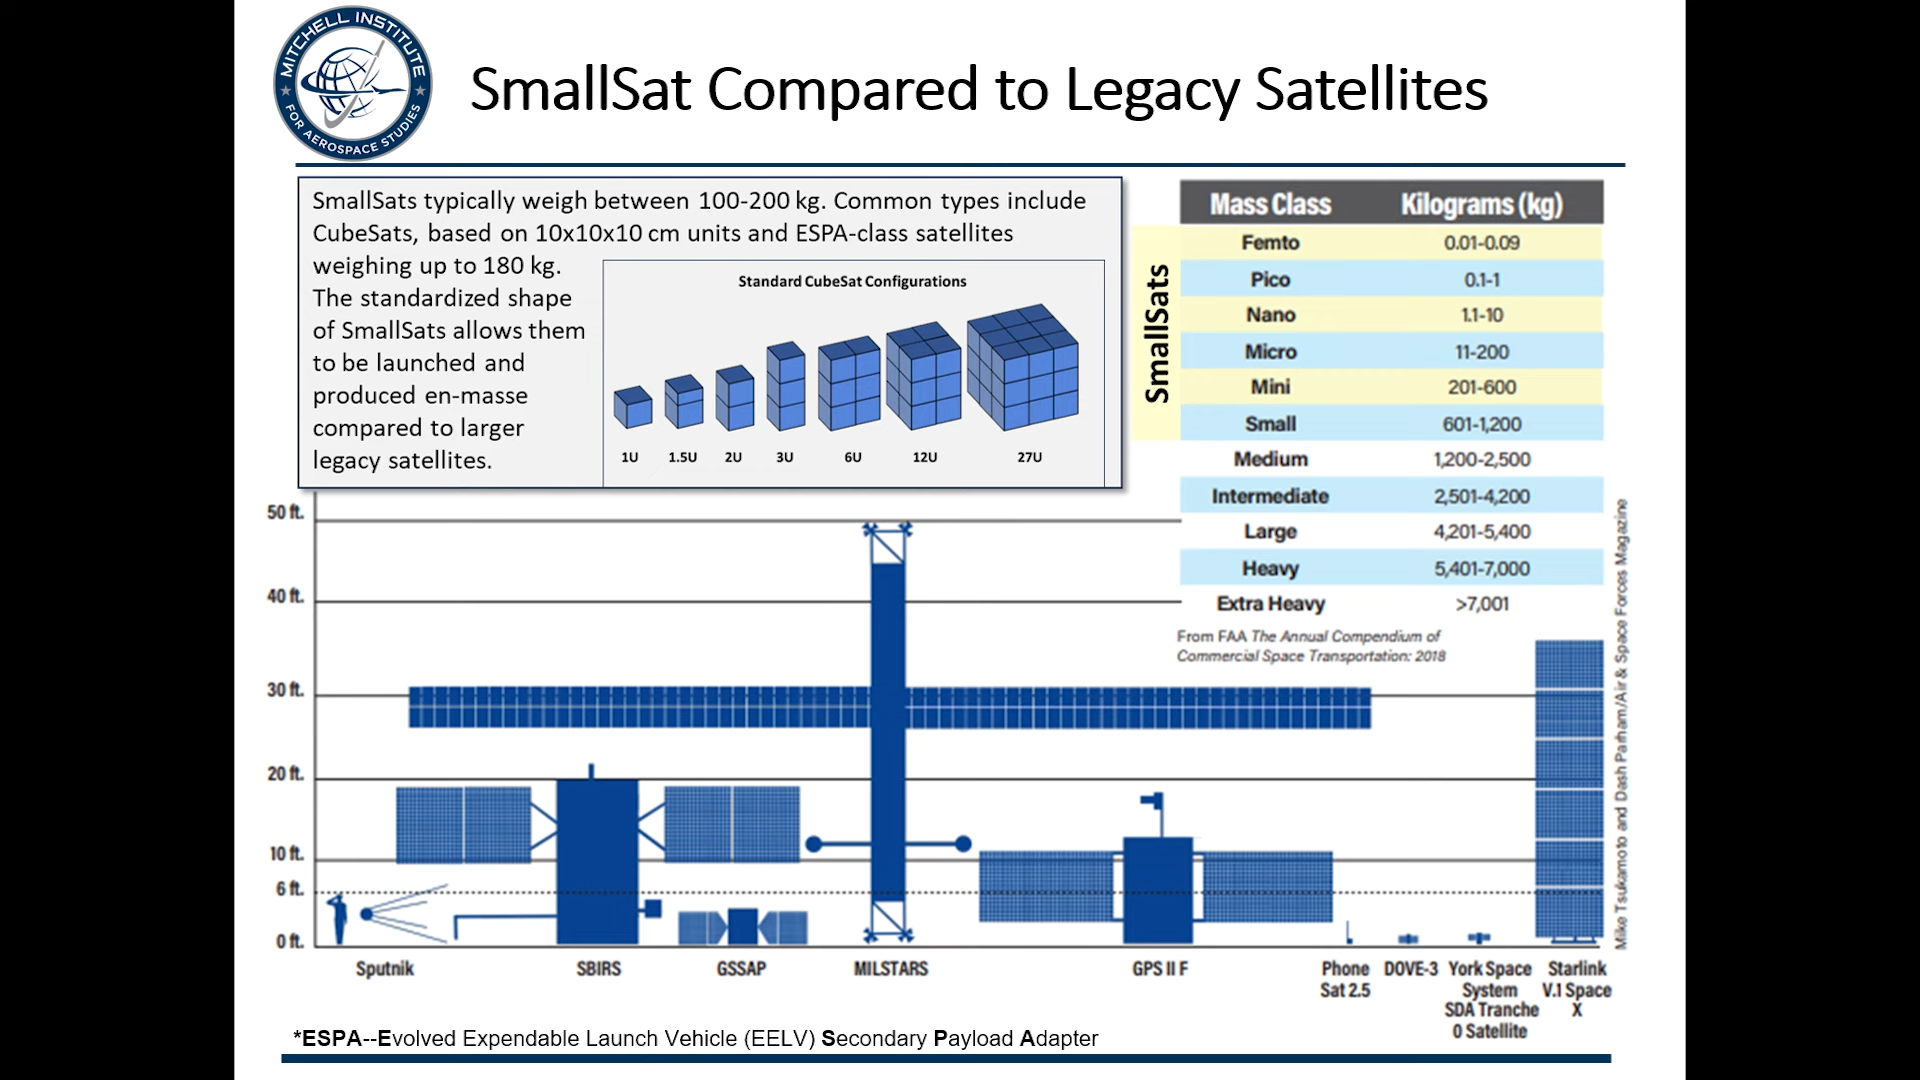 MITCHELL INSTITUTE
FOR AEROSPACE STUDIES
SmallSat Compared to Legacy Satellites
SmallSats typically weigh between 100-200 kg. Common types include
CubeSats, based on 10x10x10 cm units and ESPA-class satellites
weighing up to 180 kg.
The standardized shape
of SmallSats allows them
to be launched and
produced en-masse
compared to larger
legacy satellites.
Standard CubeSat Configurations
1U 1.5U 2U 3U 6U 12U 27U
SmallSats
Mass Class Kilograms (kg)
Femto 0.01-0.09
Pico 0.1-1
Nano 1.1-10
Micro 11-200
Mini 201-600
Small 601-1,200
Medium 1,200-2,500
Intermediate 2,501-4,200
Large 4,201-5,400
Heavy 5,401-7,000
Extra Heavy >7,001
From FAA The Annual Compendium of
Commercial Space Transportation: 2018
Mike Tsukamoto and Dash Parham/Air & Space Forces Magazine
50 ft.
40 ft.
30 ft.
20 ft.
10 ft.
6 ft.
0 ft.
Sputnik
SBIRS
GSSAP
MILSTARS
GPS II F
Phone
Sat 2.5
DOVE-3
York Space
System
SDA Tranche
0 Satellite
Starlink
V.1 Space
X
*ESPA--Evolved Expendable Launch Vehicle (EELV) Secondary Payload Adapter